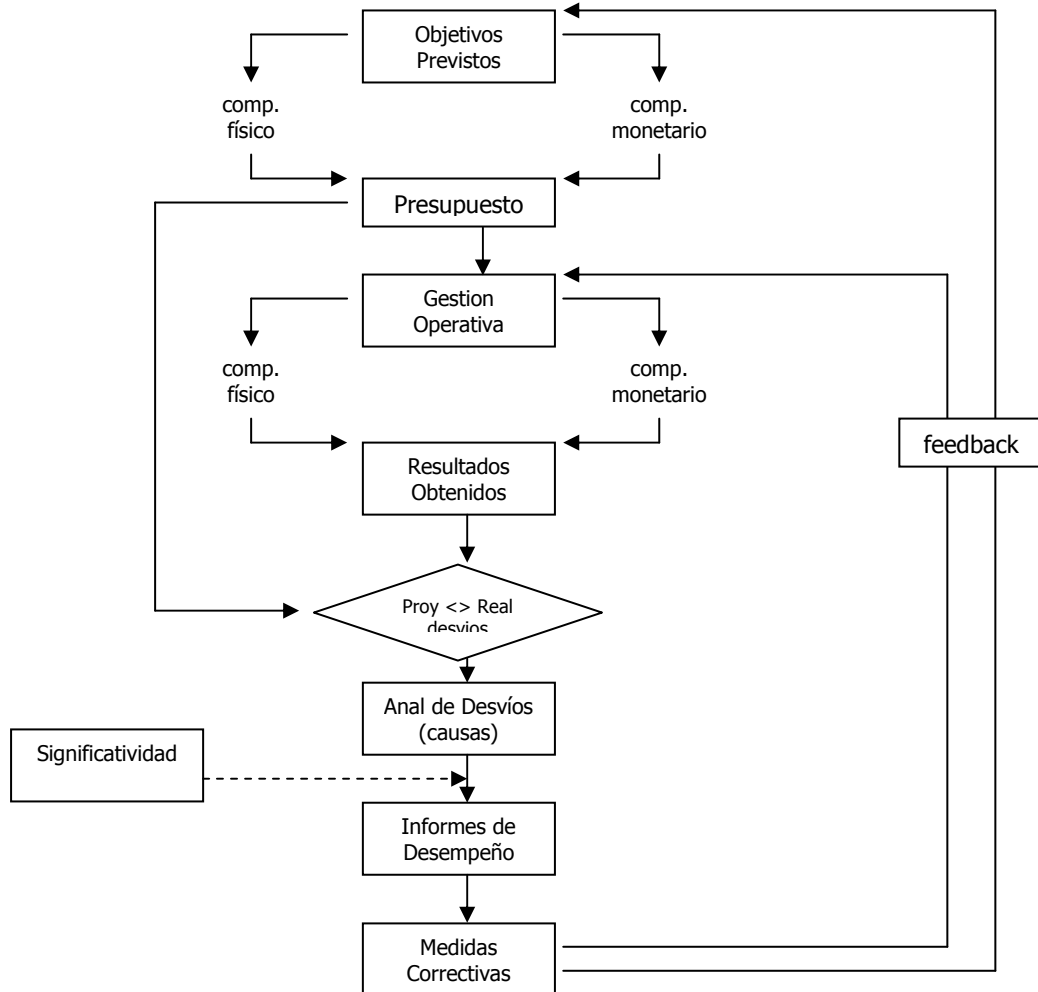 Objetivos
Previstos
comp.
físico
comp.
monetario
Presupuesto
Gestion
Operativa
comp.
físico
comp.
monetario
feedback
Resultados
Obtenidos
Proy <> Real
desvios
Anal de Desvíos
(causas)
Significatividad
Informes de
Desempeño
Medidas
Correctivas